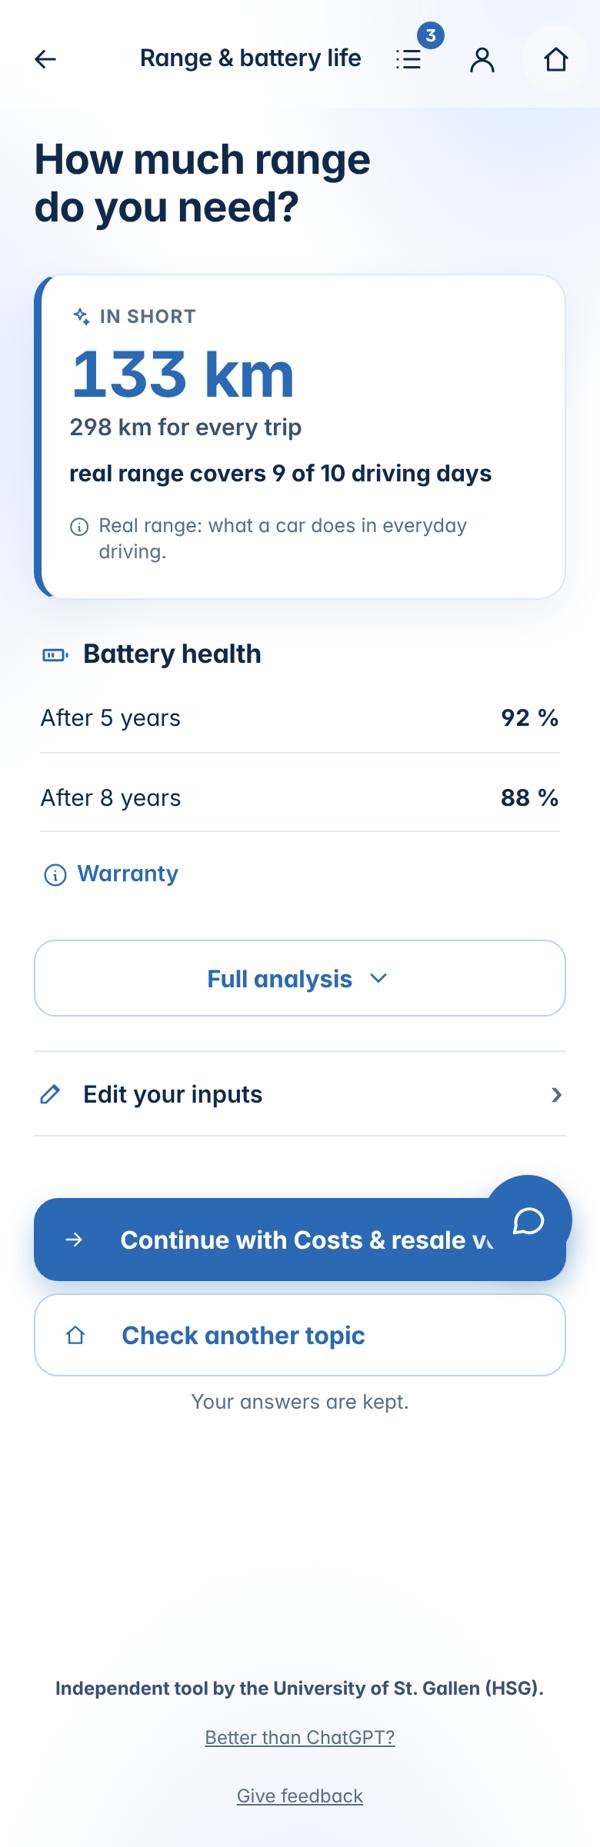 Range & battery life
3
How much range
do you need?
IN SHORT
133 km
298 km for every trip
real range covers 9 of 10 driving days
Real range: what a car does in everyday
driving.
Battery health
After 5 years 92 %
After 8 years 88 %
Warranty
Full analysis
Edit your inputs
Continue with Costs & resale
Check another topic
Your answers are kept.
Independent tool by the University of St. Gallen (HSG).
Better than ChatGPT?
Give feedback